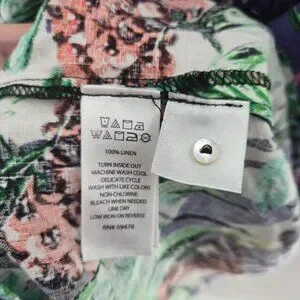 100% LINEN
TURN INSIDE OUT
MACHINE WASH COOL
DELICATE CYCLE
WASH WITH LIKE COLORS
NON-CHLORINE
BLEACH WHEN NEEDED
LINE DRY
LOW IRON ON REVERSE
RN# 59478